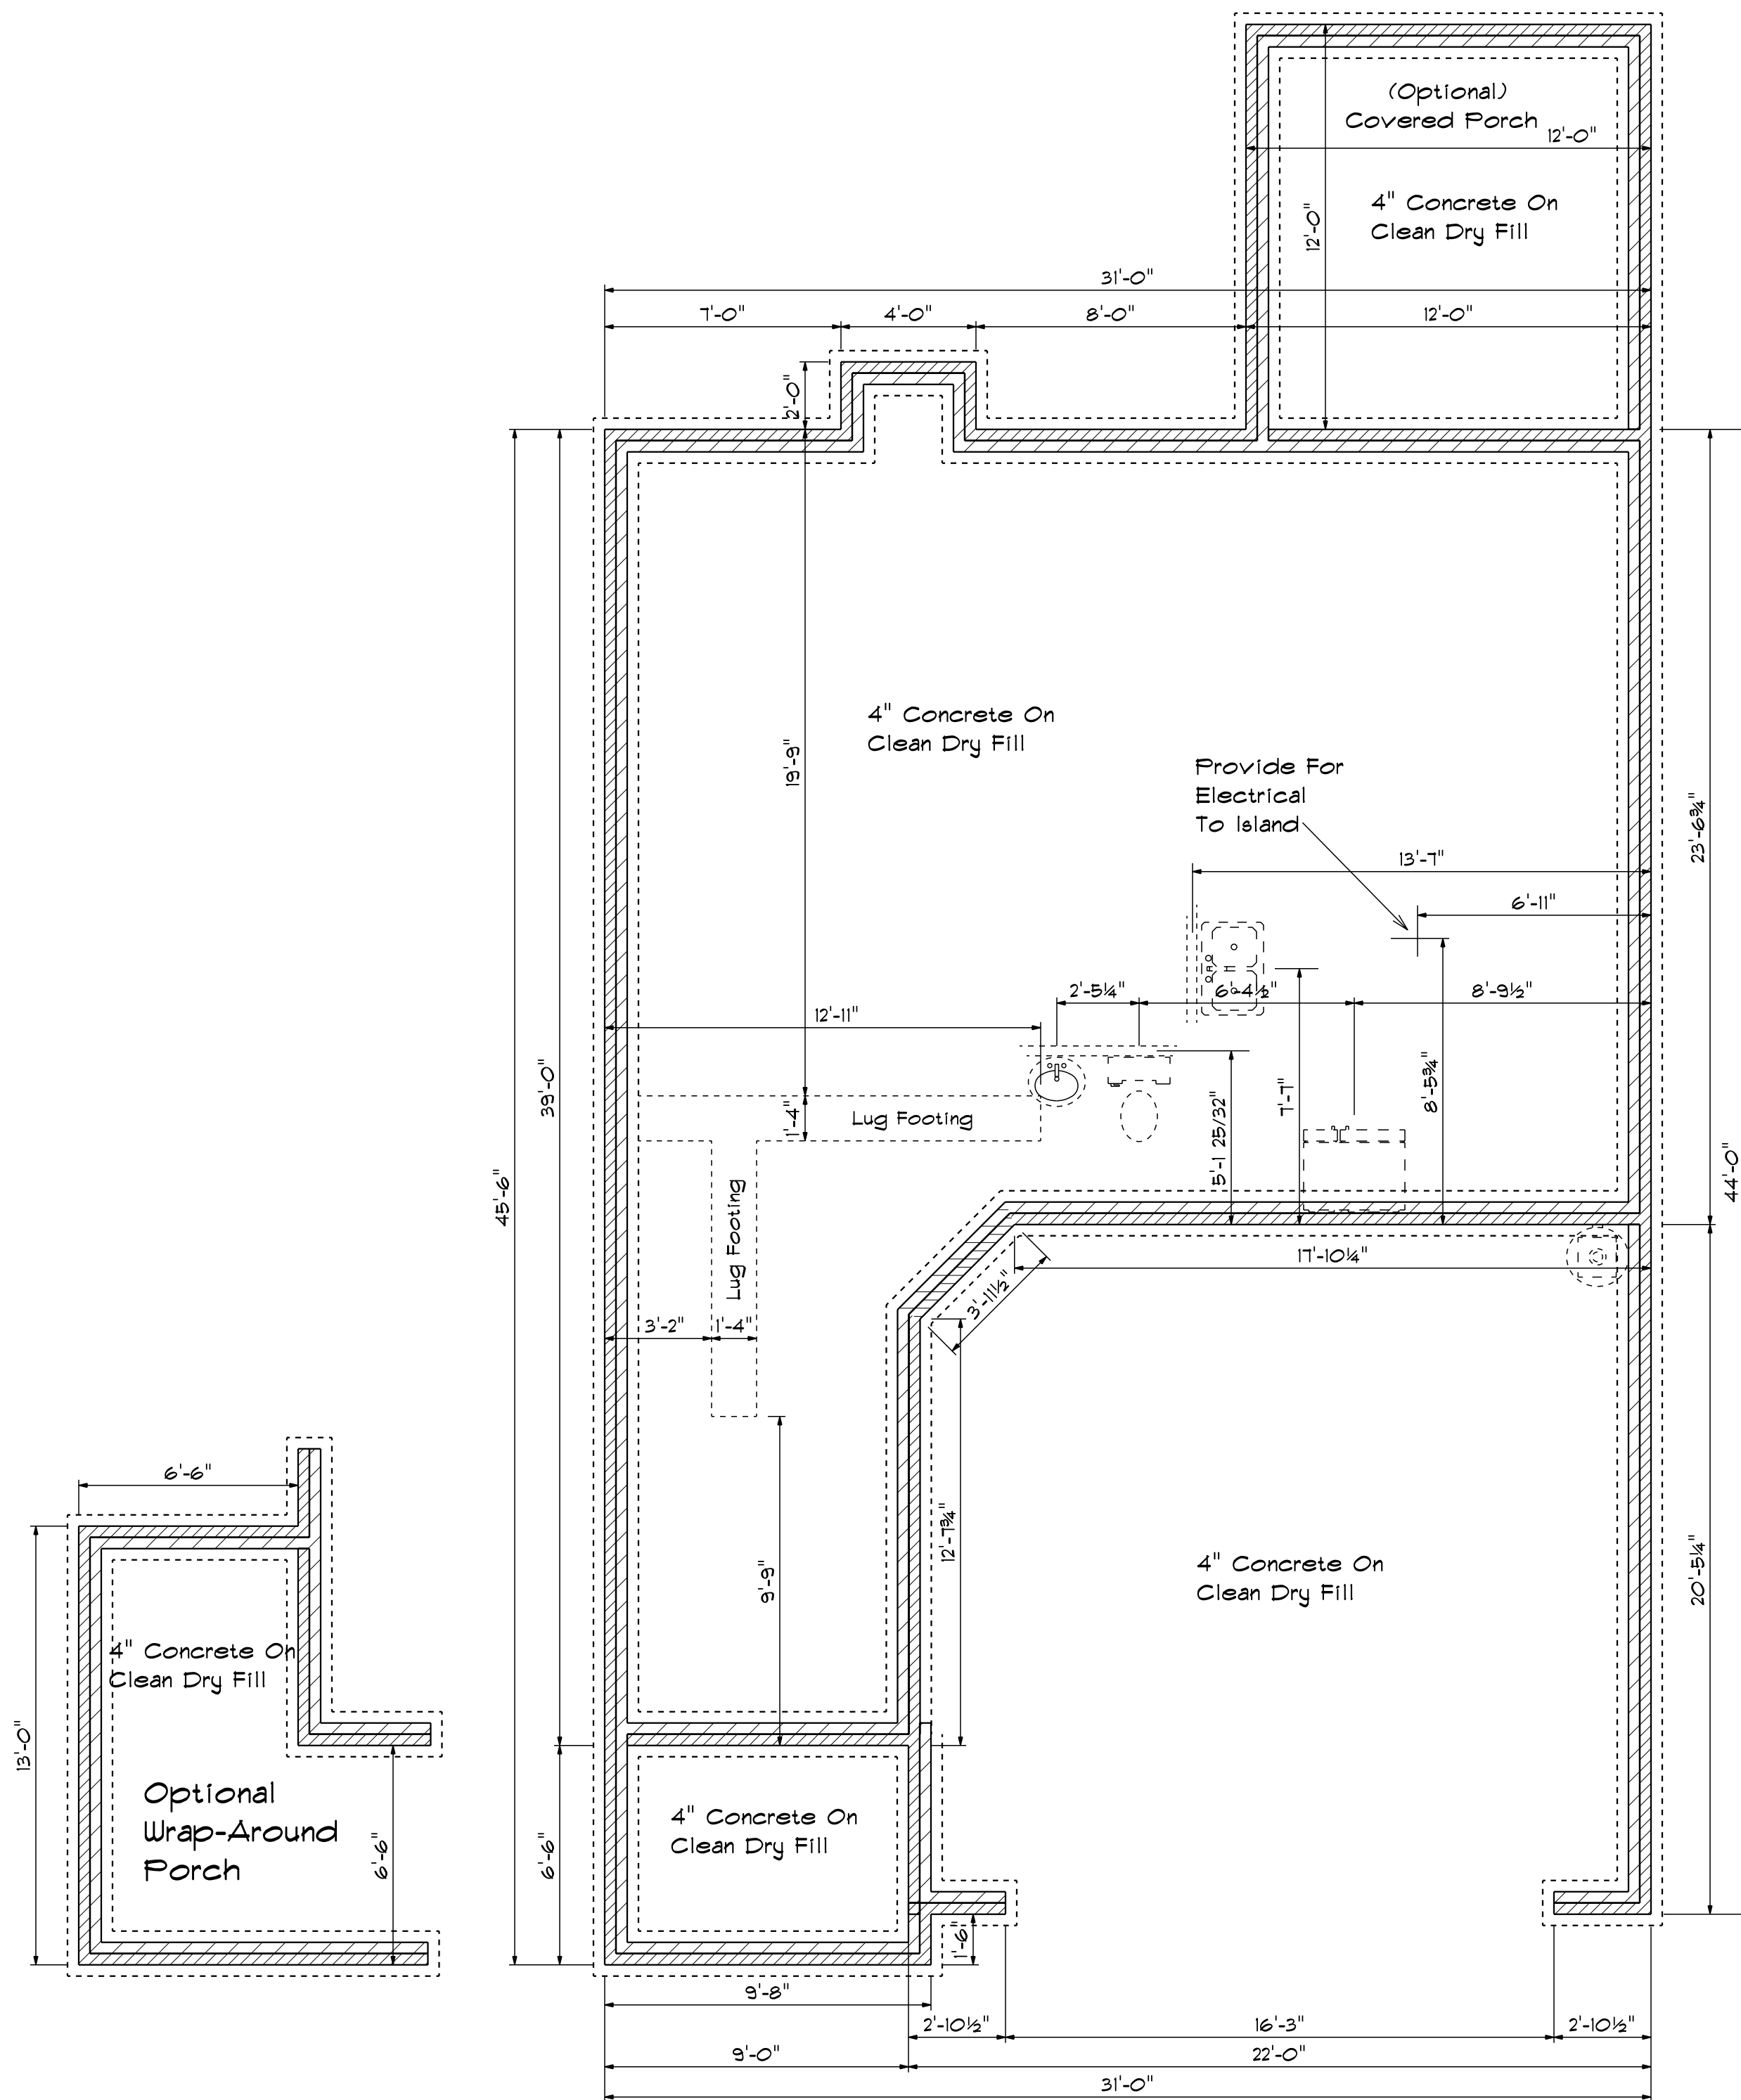 (Optional)
Covered Porch
12'-0"
4" Concrete On
Clean Dry Fill
12'-0"
31'-0"
7'-0"
4'-0"
8'-0"
12'-0"
2'-0"
4" Concrete On
Clean Dry Fill
19'-9"
Provide For
Electrical
To Island
23'-6¾"
13'-7"
6'-11"
2'-5¼"
6'-4½"
8'-9½"
12'-11"
39'-0"
1'-4"
Lug Footing
5'-1 25/32"
7'-7"
8'-5¾"
45'-6"
44'-0"
Lug Footing
17'-10¼"
3'-11½"
3'-2"
1'-4"
6'-6"
12'-7¾"
9'-9"
4" Concrete On
Clean Dry Fill
20'-5¼"
4" Concrete On
Clean Dry Fill
13'-0"
Optional
Wrap-Around
Porch
6'-6"
6'-6"
4" Concrete On
Clean Dry Fill
1'-6"
9'-8"
2'-10½"
16'-3"
2'-10½"
9'-0"
22'-0"
31'-0"